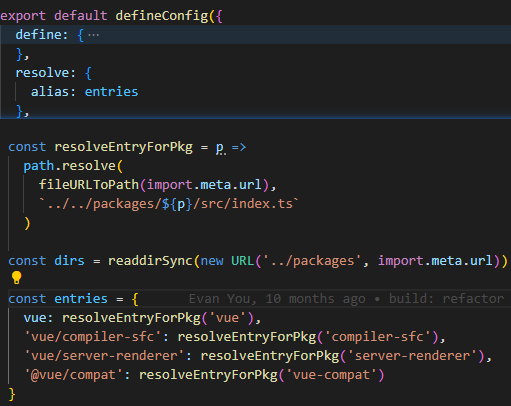 export default defineConfig({
  define: {…
  },
  resolve: {
    alias: entries
  },
const resolveEntryForPkg = p =>
  path.resolve(
    fileURLToPath(import.meta.url),
    `../../packages/${p}/src/index.ts`
  )
const dirs = readdirSync(new URL('../packages', import.meta.url))
const entries = { Evan You, 10 months ago • build: refactor
  vue: resolveEntryForPkg('vue'),
  'vue/compiler-sfc': resolveEntryForPkg('compiler-sfc'),
  'vue/server-renderer': resolveEntryForPkg('server-renderer'),
  '@vue/compat': resolveEntryForPkg('vue-compat')
}